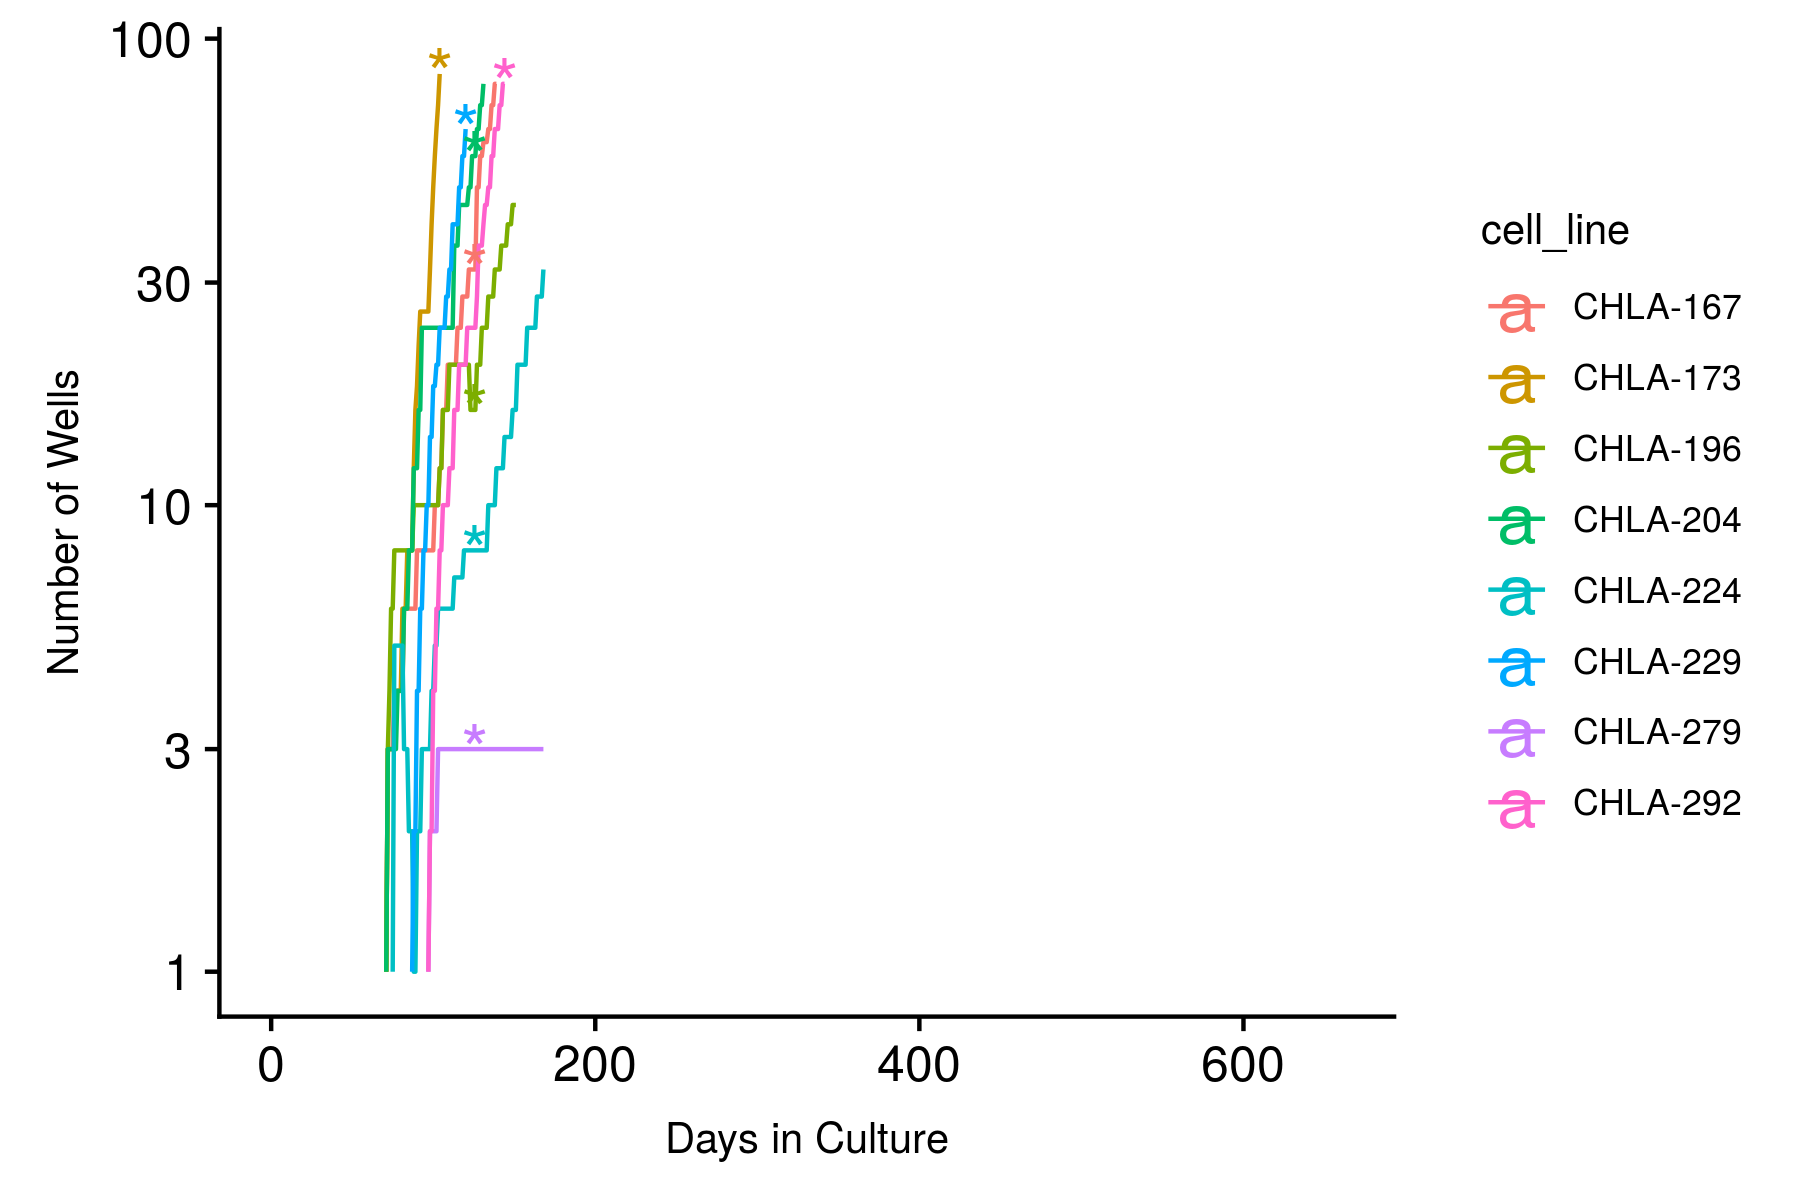 100
30
10
3
1
Number of Wells
0 200 400 600
Days in Culture
cell_line
a CHLA-167
a CHLA-173
a CHLA-196
a CHLA-204
a CHLA-224
a CHLA-229
a CHLA-279
a CHLA-292
*
*
*
*
*
*
*
*